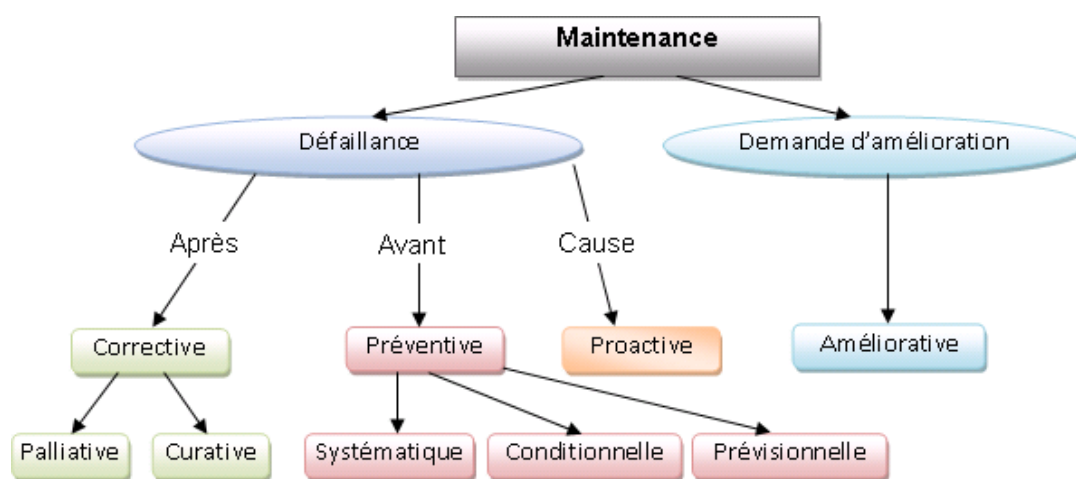 Maintenance
Défaillance
Demande d'amélioration
Après
Avant
Cause
Corrective
Préventive
Proactive
Améliorative
Palliative
Curative
Systématique
Conditionnelle
Prévisionnelle